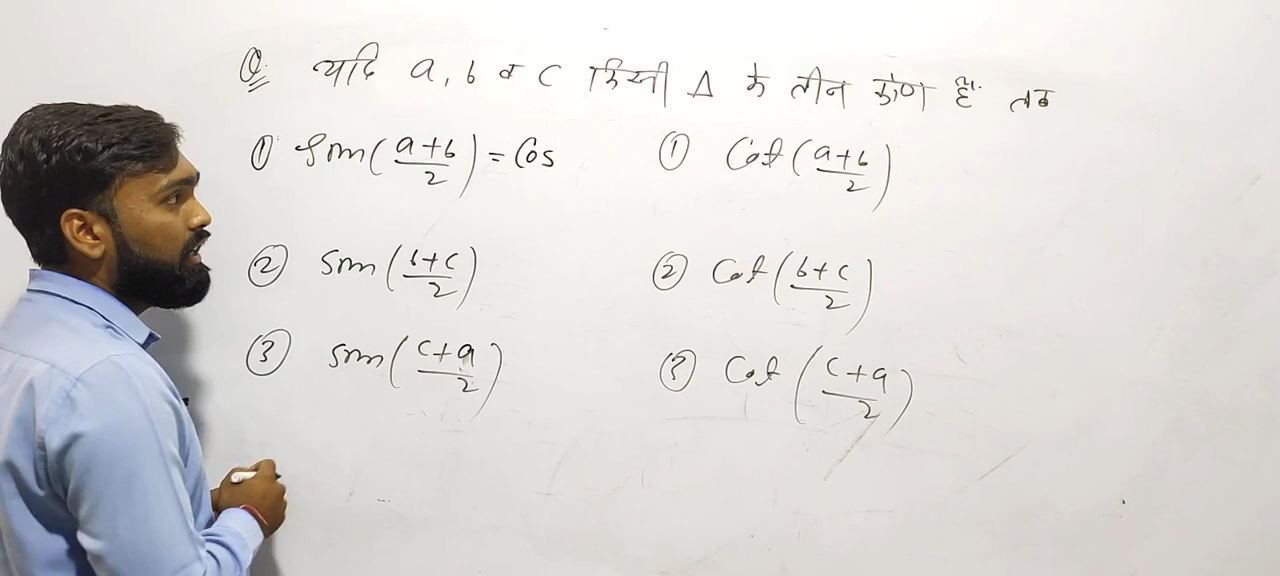 Q. यदि a, b व c किसी Δ के तीन कोण हैं तब
① Sin(a+b/2) = Cos
① Cot(a+b/2)
② sin(b+c/2)
② Cot(b+c/2)
③ sin(c+a/2)
③ Cot(c+a/2)